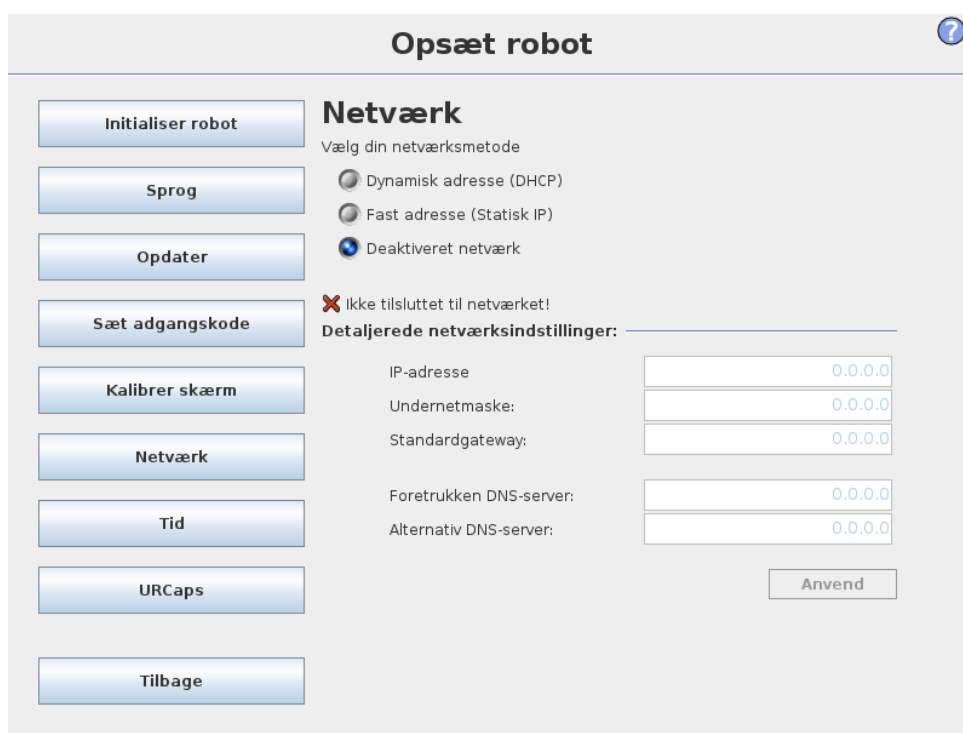 Opsæt robot
?
Initialiser robot
Sprog
Opdater
Sæt adgangskode
Kalibrer skærm
Netværk
Tid
URCaps
Tilbage
Netværk
Vælg din netværksmetode
Dynamisk adresse (DHCP)
Fast adresse (Statisk IP)
Deaktiveret netværk
Ikke tilsluttet til netværket!
Detaljerede netværksindstillinger:
IP-adresse 0.0.0.0
Undernetmaske: 0.0.0.0
Standardgateway: 0.0.0.0
Foretrukken DNS-server: 0.0.0.0
Alternativ DNS-server: 0.0.0.0
Anvend